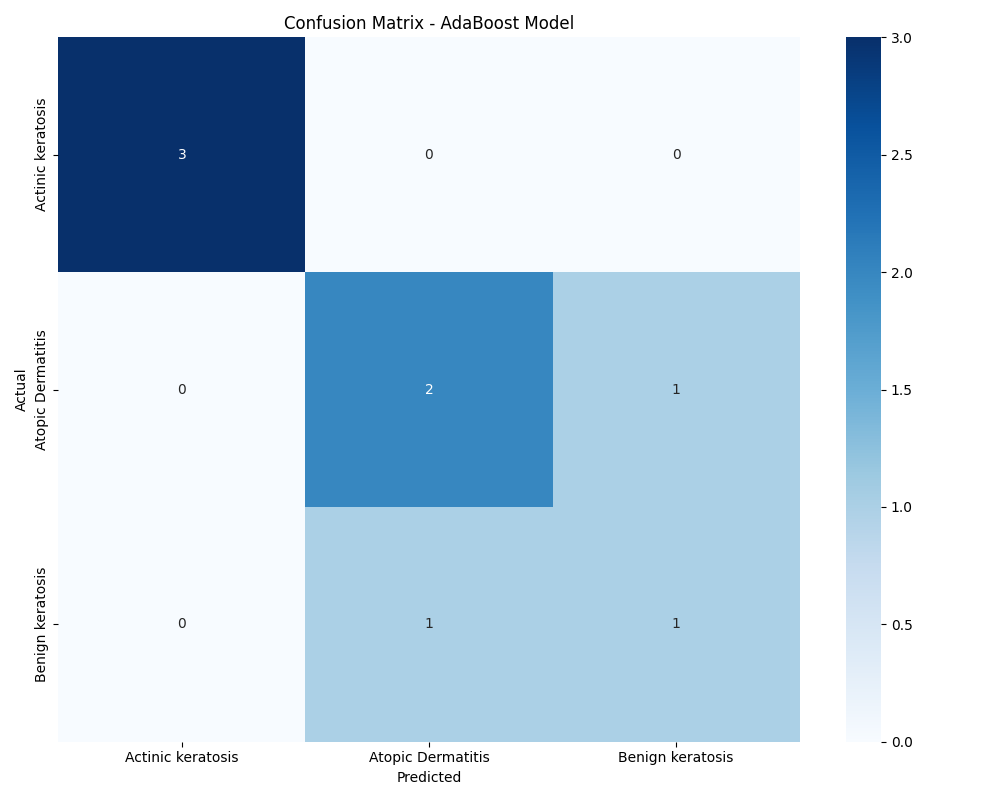 Confusion Matrix - AdaBoost Model
Actual
Actinic keratosis
3
0
0
Atopic Dermatitis
0
2
1
Benign keratosis
0
1
1
Actinic keratosis
Atopic Dermatitis
Benign keratosis
Predicted
3.0
2.5
2.0
1.5
1.0
0.5
0.0